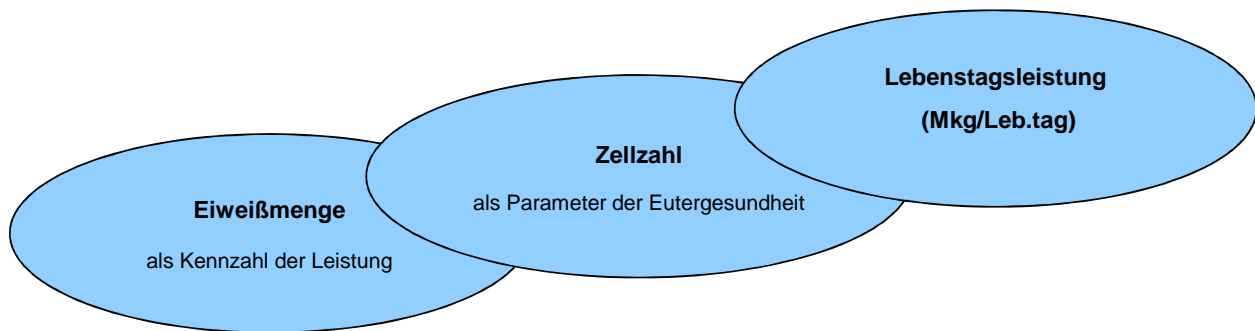 Eiweißmenge
als Kennzahl der Leistung
Zellzahl
als Parameter der Eutergesundheit
Lebenstagsleistung
(Mkg/Leb.tag)